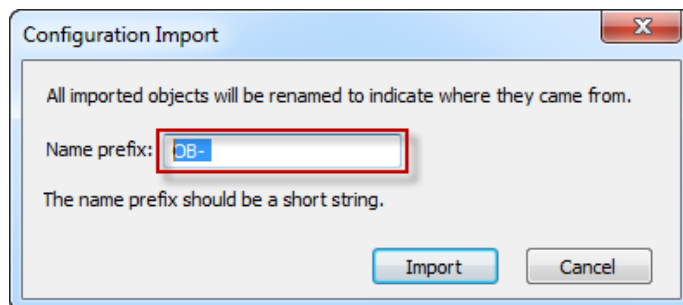 Configuration Import
All imported objects will be renamed to indicate where they came from.
Name prefix: OB-
The name prefix should be a short string.
Import Cancel